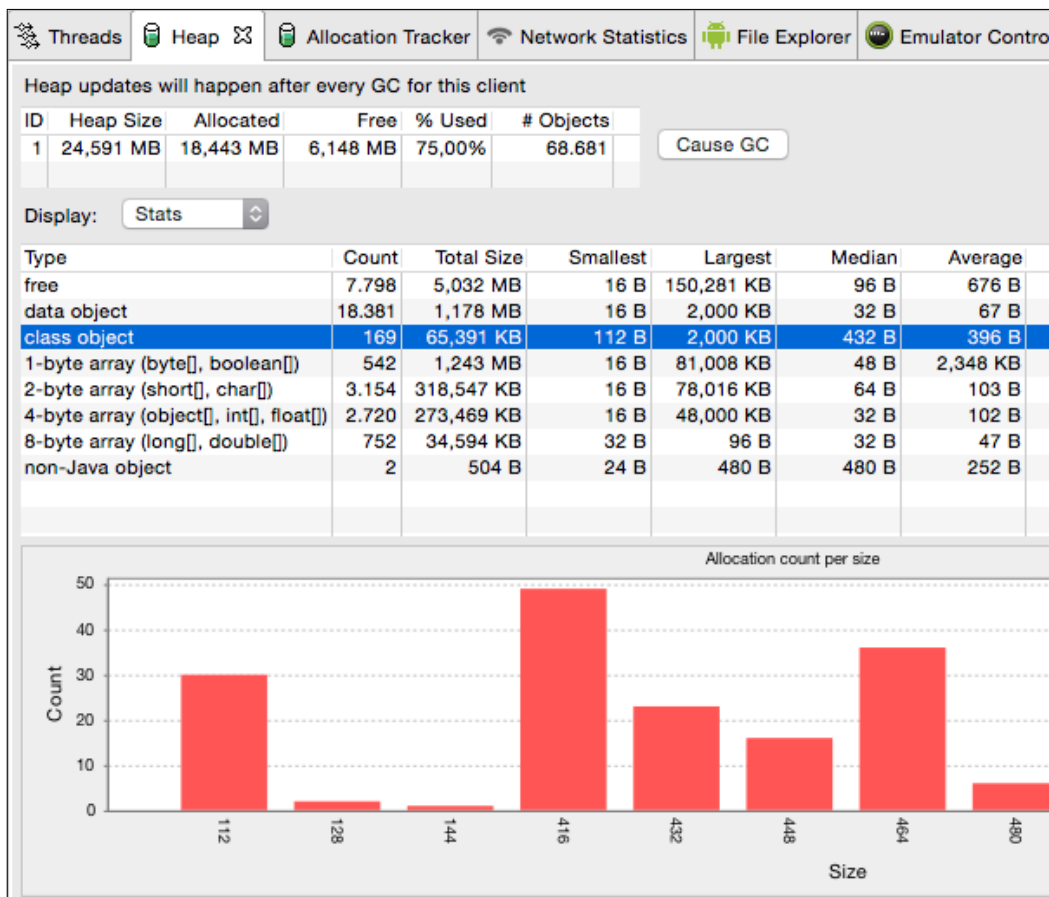 Threads Heap Allocation Tracker Network Statistics File Explorer Emulator Contro
Heap updates will happen after every GC for this client
ID Heap Size Allocated Free % Used # Objects
1 24,591 MB 18,443 MB 6,148 MB 75,00% 68.681
Cause GC
Display: Stats
Type Count Total Size Smallest Largest Median Average
free 7.798 5,032 MB 16 B 150,281 KB 96 B 676 B
data object 18.381 1,178 MB 16 B 2,000 KB 32 B 67 B
class object 169 65,391 KB 112 B 2,000 KB 432 B 396 B
1-byte array (byte[], boolean[]) 542 1,243 MB 16 B 81,008 KB 48 B 2,348 KB
2-byte array (short[], char[]) 3.154 318,547 KB 16 B 78,016 KB 64 B 103 B
4-byte array (object[], int[], float[]) 2.720 273,469 KB 16 B 48,000 KB 32 B 102 B
8-byte array (long[], double[]) 752 34,594 KB 32 B 96 B 32 B 47 B
non-Java object 2 504 B 24 B 480 B 480 B 252 B
Allocation count per size
50
40
30
20
10
0
Count
112 128 144 416 432 448 464 480
Size